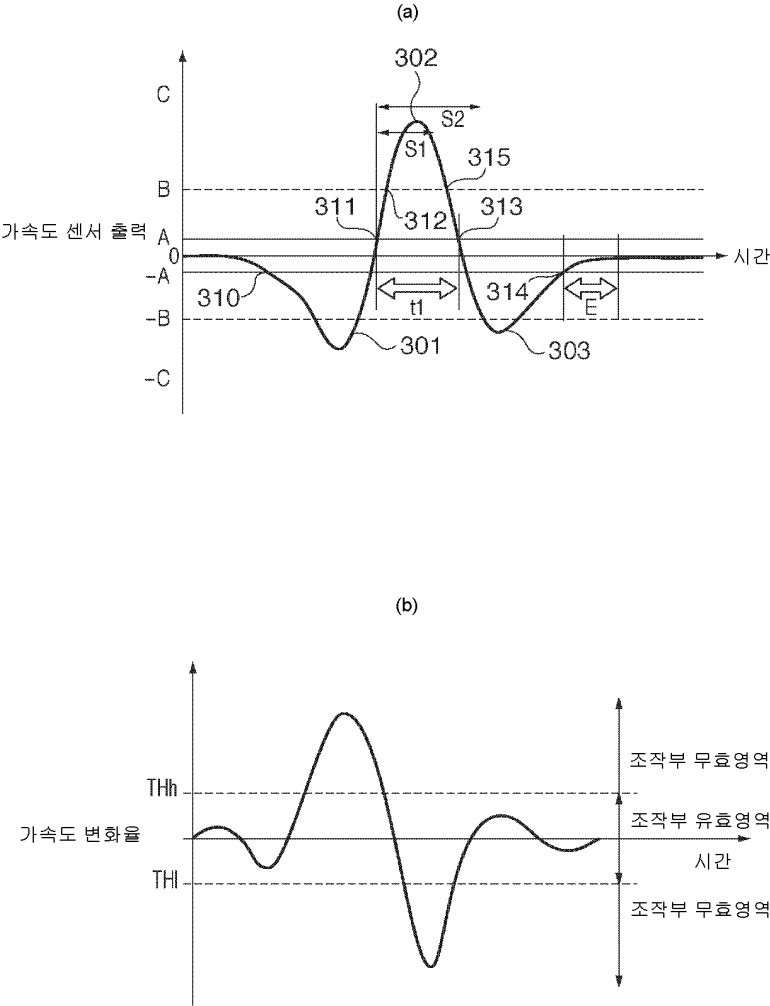 (a)
302
C
S2
S1
315
B
311
312
313
가속도 센서 출력
A
0
시간
-A
310
314
t1
E
-B
301
303
-C
(b)
조작부 무효영역
THh
조작부 유효영역
가속도 변화율
시간
THl
조작부 무효영역